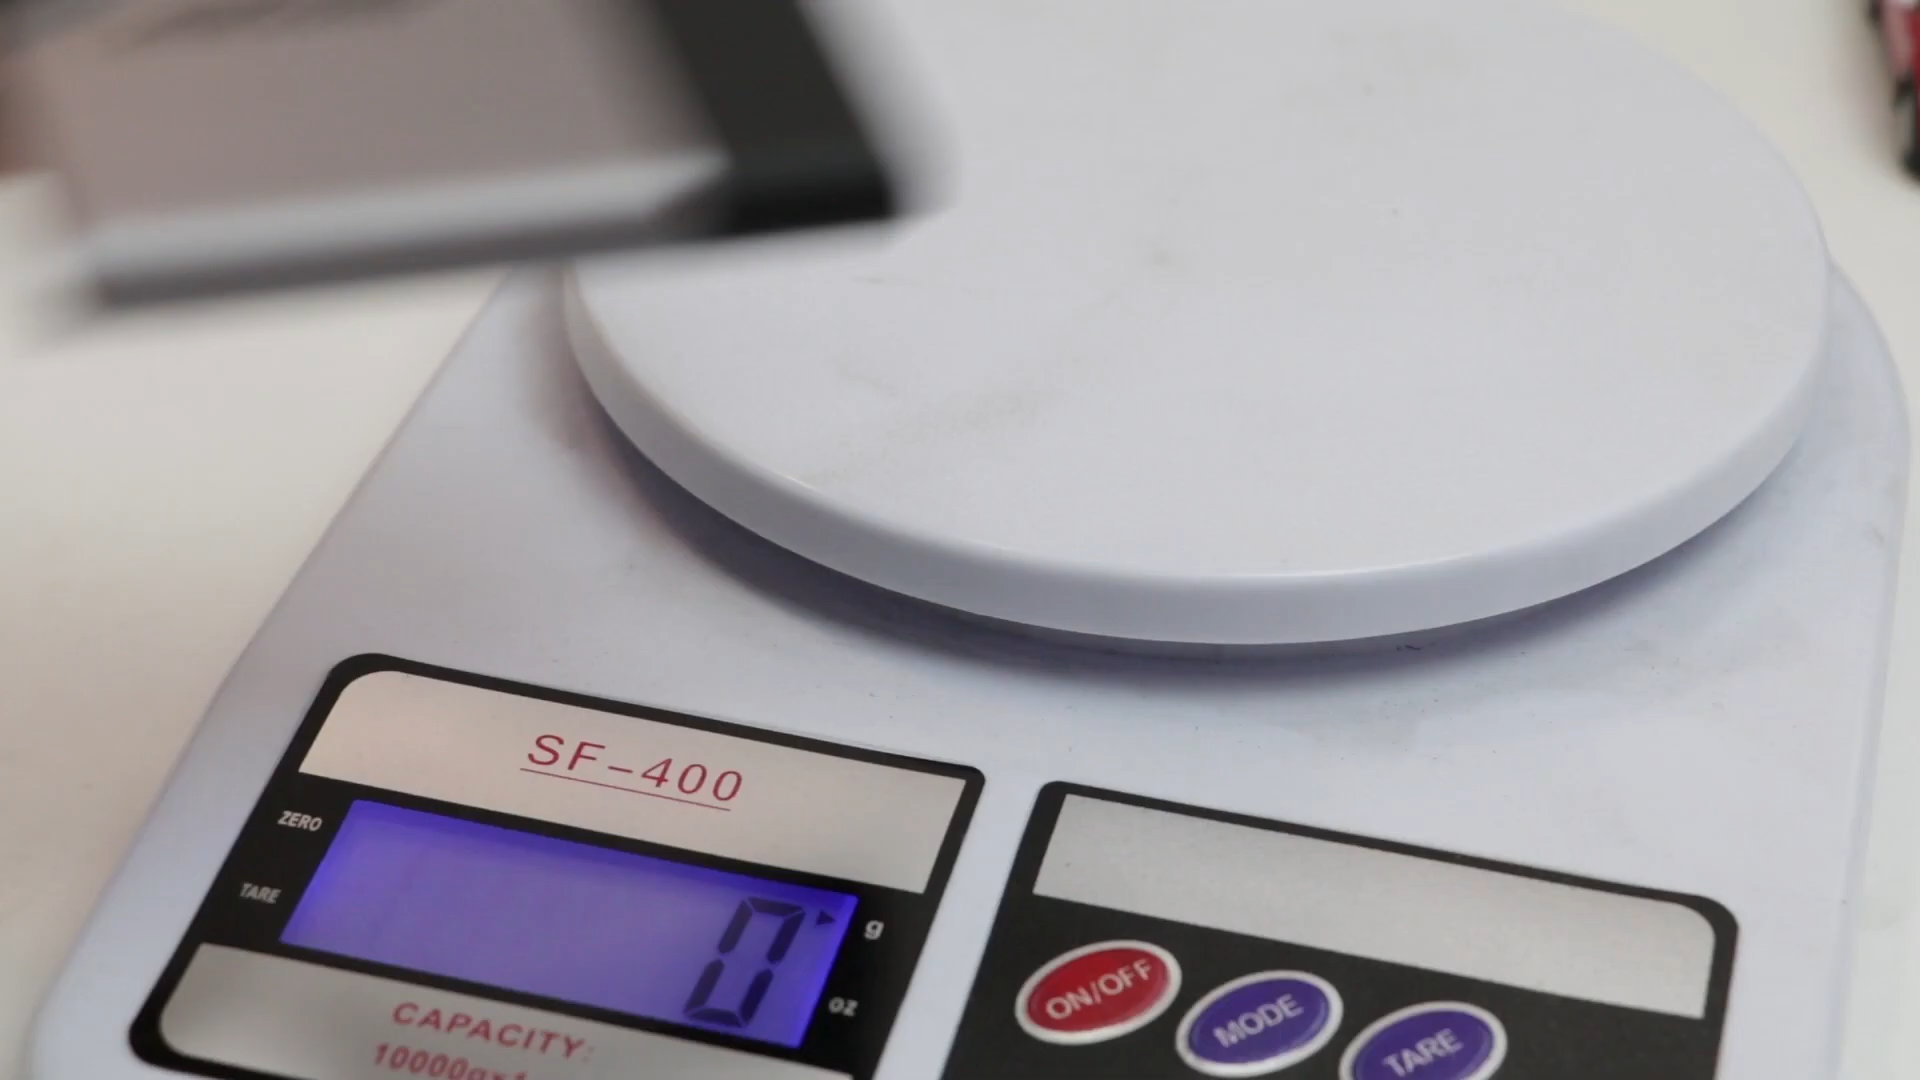 SF-400
ZERO
TARE
0
g
oz
CAPACITY:
ON/OFF
MODE
TARE